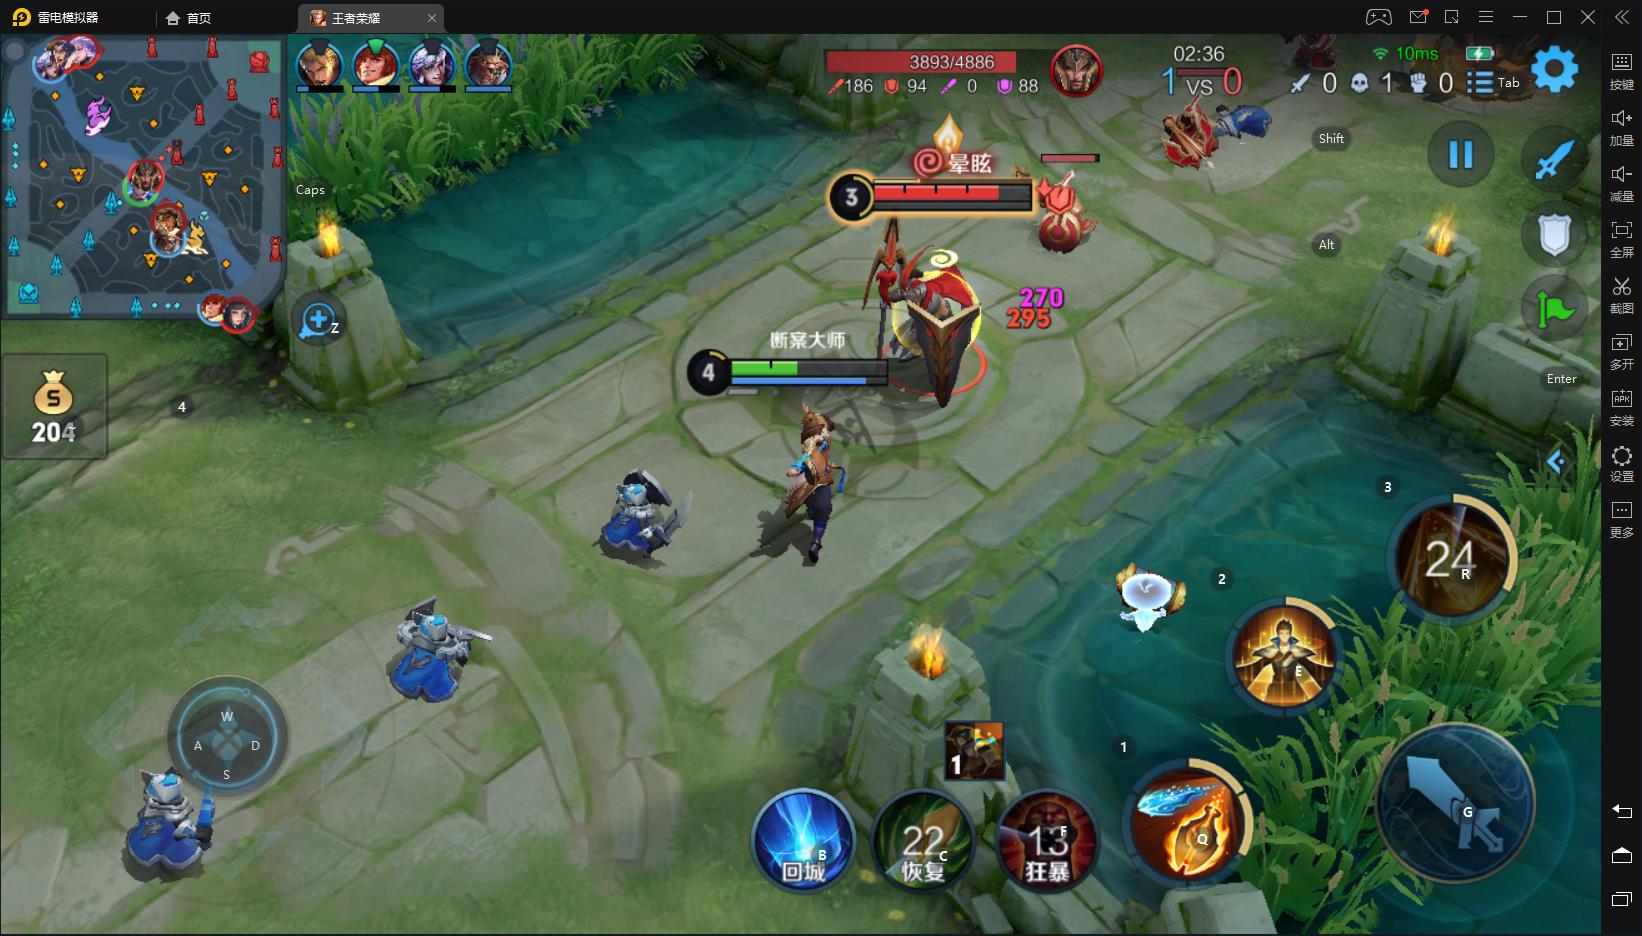 雷电模拟器
首页
王者荣耀
3893/4886
186 94 0 88
02:36
1 VS 0
10ms
0 1 0
Tab
按键
加量
减量
全屏
截图
多开
APK
安装
设置
更多
Shift
Caps
Alt
Enter
晕眩
3
270
295
Z
断案大师
4
S
204
4
3
24
R
2
E
W
A D
S
1
1
B
回城
22
C
恢复
13
F
狂暴
Q
G